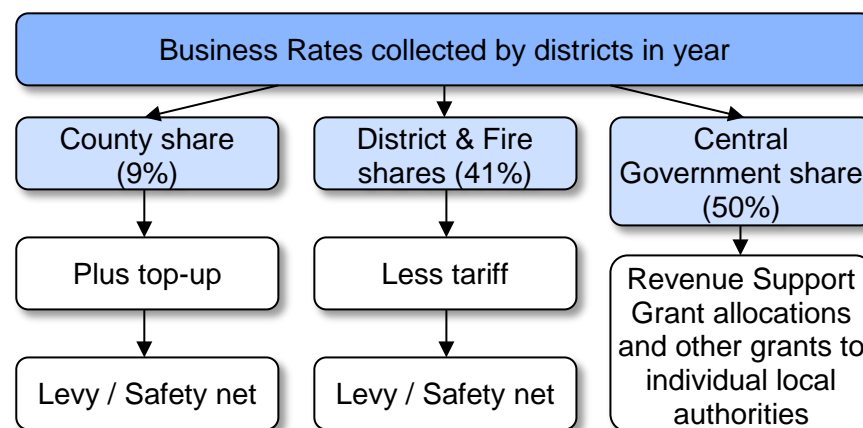 Business Rates collected by districts in year
County share
(9%)
District & Fire
shares (41%)
Central
Government share
(50%)
Plus top-up
Less tariff
Revenue Support
Grant allocations
and other grants to
individual local
authorities
Levy / Safety net
Levy / Safety net